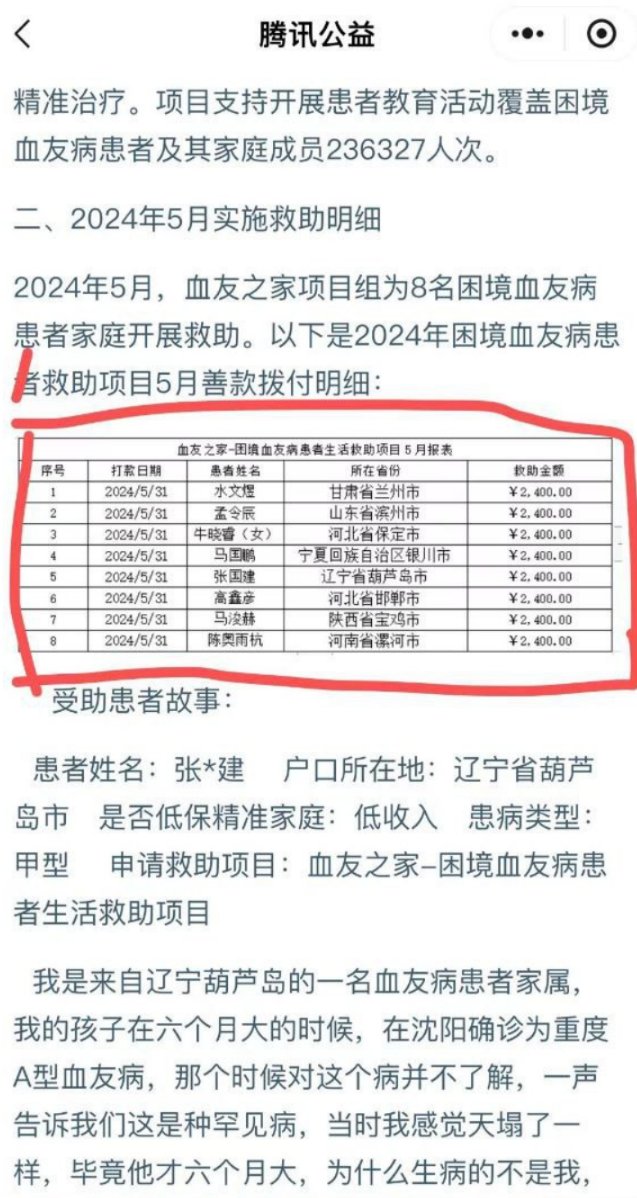 腾讯公益
精准治疗。项目支持开展患者教育活动覆盖困境
血友病患者及其家庭成员236327人次。
二、2024年5月实施救助明细
2024年5月，血友之家项目组为8名困境血友病
患者家庭开展救助。以下是2024年困境血友病患
者救助项目5月善款拨付明细：
血友之家-困境血友病患者生活救助项目 5 月报表
序号 打款日期 患者姓名 所在省份 救助金额
1 2024/5/31 水文煜 甘肃省兰州市 ￥2,400.00
2 2024/5/31 孟令辰 山东省滨州市 ￥2,400.00
3 2024/5/31 牛晓睿（女） 河北省保定市 ￥2,400.00
4 2024/5/31 马国鹏 宁夏回族自治区银川市 ￥2,400.00
5 2024/5/31 张国建 辽宁省葫芦岛市 ￥2,400.00
6 2024/5/31 高鑫彦 河北省邯郸市 ￥2,400.00
7 2024/5/31 马浚赫 陕西省宝鸡市 ￥2,400.00
8 2024/5/31 陈奥雨杭 河南省漯河市 ￥2,400.00
受助患者故事：
患者姓名：张*建 户口所在地：辽宁省葫芦
岛市 是否低保精准家庭：低收入 患病类型：
甲型 申请救助项目：血友之家–困境血友病患
者生活救助项目
我是来自辽宁葫芦岛的一名血友病患者家属，
我的孩子在六个月大的时候，在沈阳确诊为重度
A型血友病，那个时候对这个病并不了解，一声
告诉我们这是种罕见病，当时我感觉天塌了一
样，毕竟他才六个月大，为什么生病的不是我，